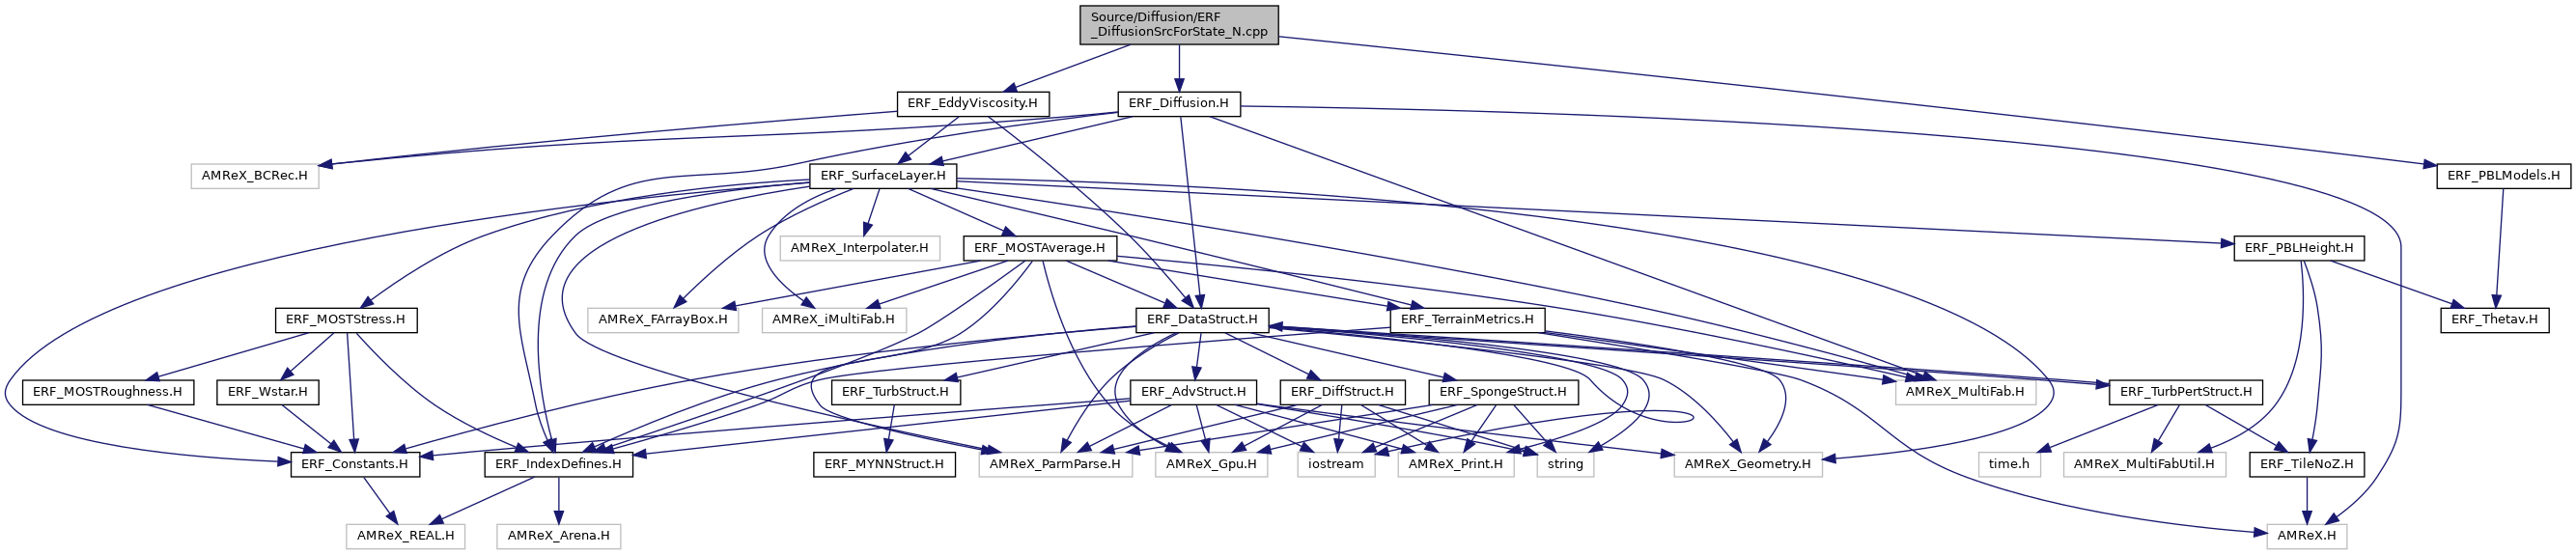 Source/Diffusion/ERF
_DiffusionSrcForState_N.cpp
ERF_EddyViscosity.H
ERF_Diffusion.H
AMReX_BCRec.H
ERF_SurfaceLayer.H
ERF_PBLModels.H
AMReX_Interpolater.H
ERF_MOSTAverage.H
ERF_PBLHeight.H
ERF_MOSTStress.H
AMReX_FArrayBox.H
AMReX_iMultiFab.H
ERF_DataStruct.H
ERF_TerrainMetrics.H
ERF_Thetav.H
ERF_MOSTRoughness.H
ERF_Wstar.H
ERF_TurbStruct.H
ERF_AdvStruct.H
ERF_DiffStruct.H
ERF_SpongeStruct.H
AMReX_MultiFab.H
ERF_TurbPertStruct.H
ERF_Constants.H
ERF_IndexDefines.H
ERF_MYNNStruct.H
AMReX_ParmParse.H
AMReX_Gpu.H
iostream
AMReX_Print.H
string
AMReX_Geometry.H
time.h
AMReX_MultiFabUtil.H
ERF_TileNoZ.H
AMReX_REAL.H
AMReX_Arena.H
AMReX.H